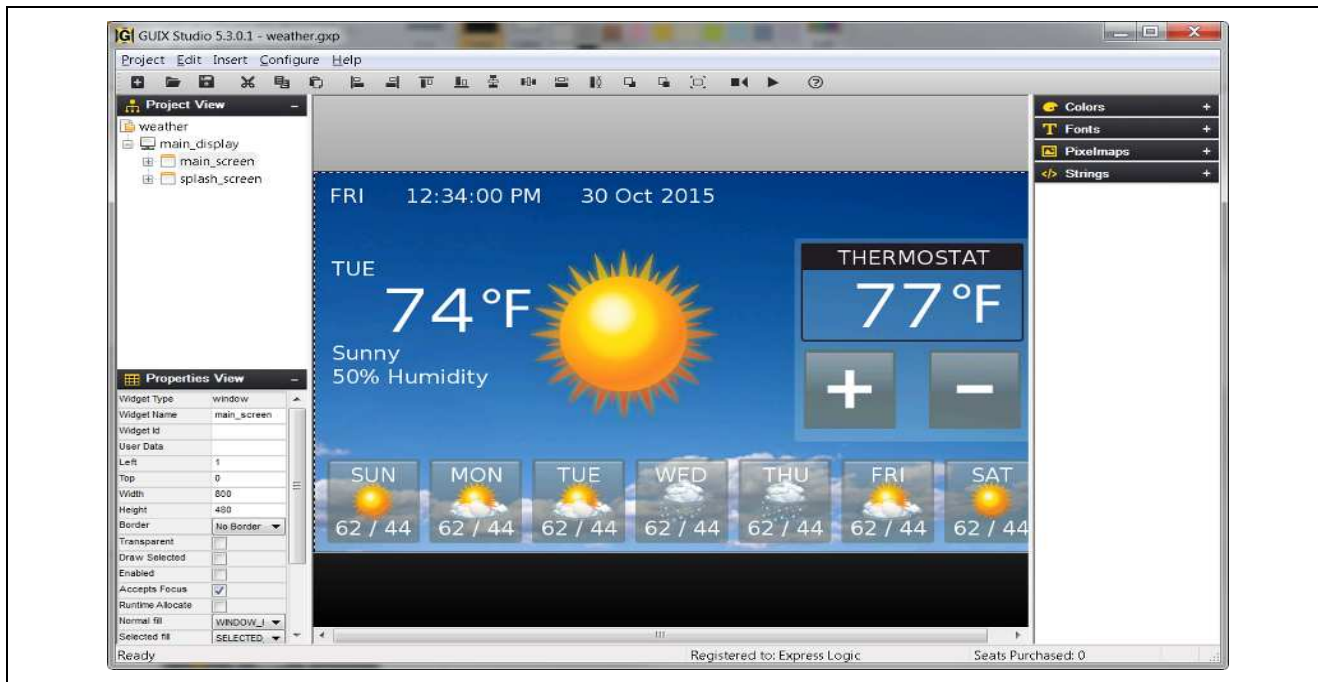 GUIX Studio 5.3.0.1 - weather.gxp
Project Edit Insert Configure Help
Project View
weather
main_display
main_screen
splash_screen
Properties View
Widget Type window
Widget Name main_screen
Widget Id
User Data
Left 1
Top 0
Width 800
Height 480
Border No Border
Transparent
Draw Selected
Enabled
Accepts Focus
Runtime Allocate
Normal fill
Selected fill SELECTED_
FRI 12:34:00 PM 30 Oct 2015
TUE
74°F
Sunny
50% Humidity
THERMOSTAT
77°F
+ −
SUN MON TUE WED THU FRI SAT
62 / 44 62 / 44 62 / 44 62 / 44 62 / 44 62 / 44 62 / 44
Colors +
Fonts +
Pixelmaps +
Strings +
Ready Registered to: Express Logic Seats Purchased: 0